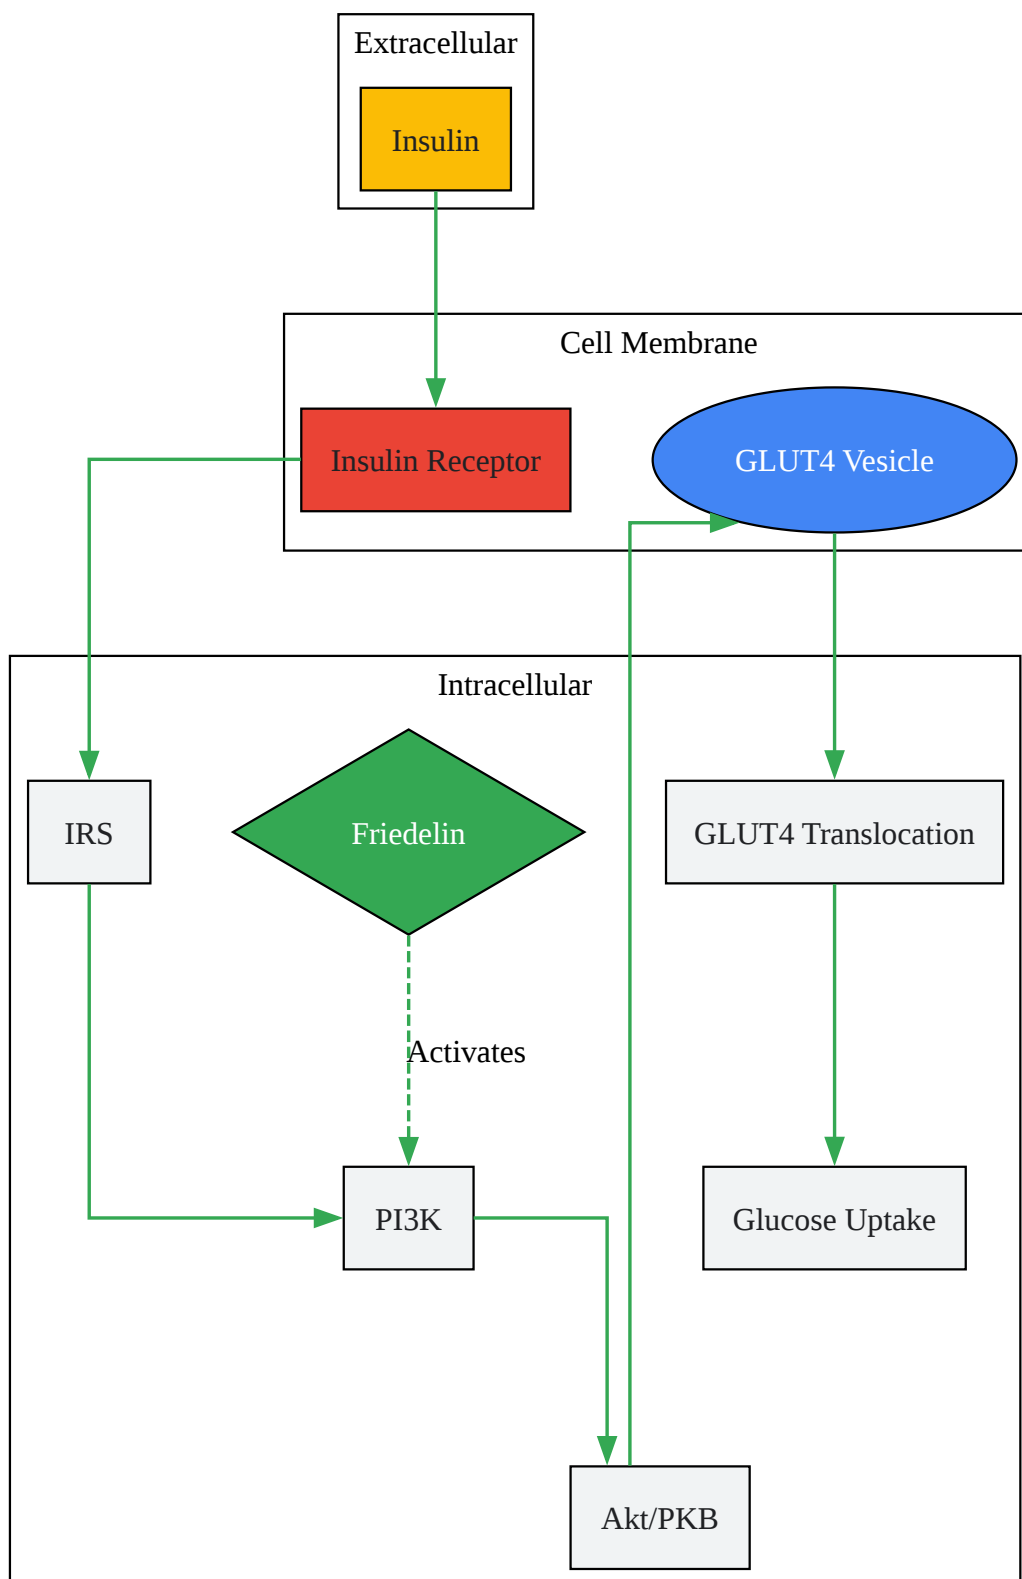 Extracellular
Insulin
Cell Membrane
Insulin Receptor
GLUT4 Vesicle
Intracellular
IRS
Friedelin
GLUT4 Translocation
Activates
PI3K
Glucose Uptake
Akt/PKB